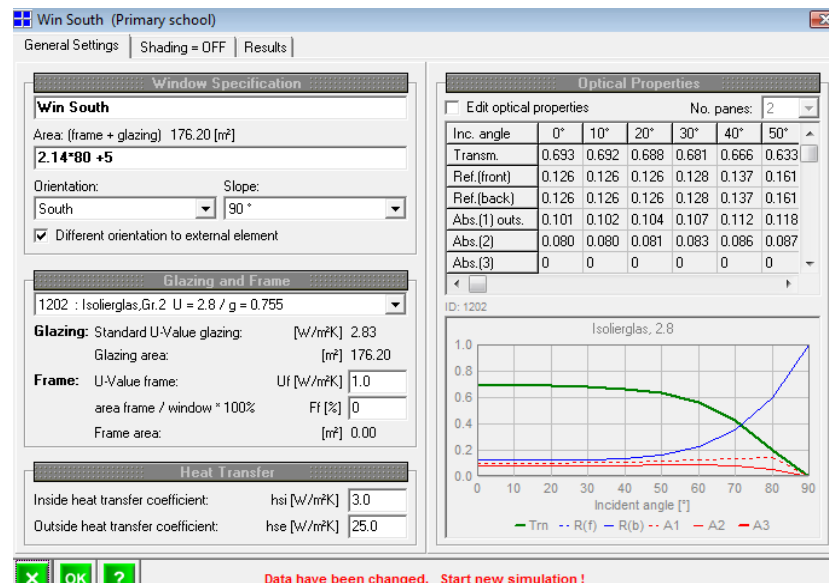 Win South (Primary school)
General Settings Shading = OFF Results
Window Specification
Win South
Area: (frame + glazing) 176.20 [m²]
2.14*80 +5
Orientation: Slope:
South 90 °
Different orientation to external element
Glazing and Frame
1202 : Isolierglas,Gr.2 U = 2.8 / g = 0.755
Glazing: Standard U-Value glazing: [W/m²K] 2.83
Glazing area: [m²] 176.20
Frame: U-Value frame: Uf [W/m²K] 1.0
area frame / window * 100% Ff [%] 0
Frame area: [m²] 0.00
Heat Transfer
Inside heat transfer coefficient: hsi [W/m²K] 3.0
Outside heat transfer coefficient: hse [W/m²K] 25.0
Optical Properties
Edit optical properties No. panes: 2
Inc. angle 0° 10° 20° 30° 40° 50°
Transm. 0.693 0.692 0.688 0.681 0.666 0.633
Ref.(front) 0.126 0.126 0.126 0.128 0.137 0.161
Ref.(back) 0.126 0.126 0.126 0.128 0.137 0.161
Abs.(1) outs. 0.101 0.102 0.104 0.107 0.112 0.118
Abs.(2) 0.080 0.080 0.081 0.083 0.086 0.087
Abs.(3) 0 0 0 0 0 0
ID: 1202
Isolierglas, 2.8
1.0
0.8
0.6
0.4
0.2
0.0
0 10 20 30 40 50 60 70 80 90
Incident angle [°]
Trn R(f) R(b) A1 A2 A3
X OK ? Data have been changed. Start new simulation !